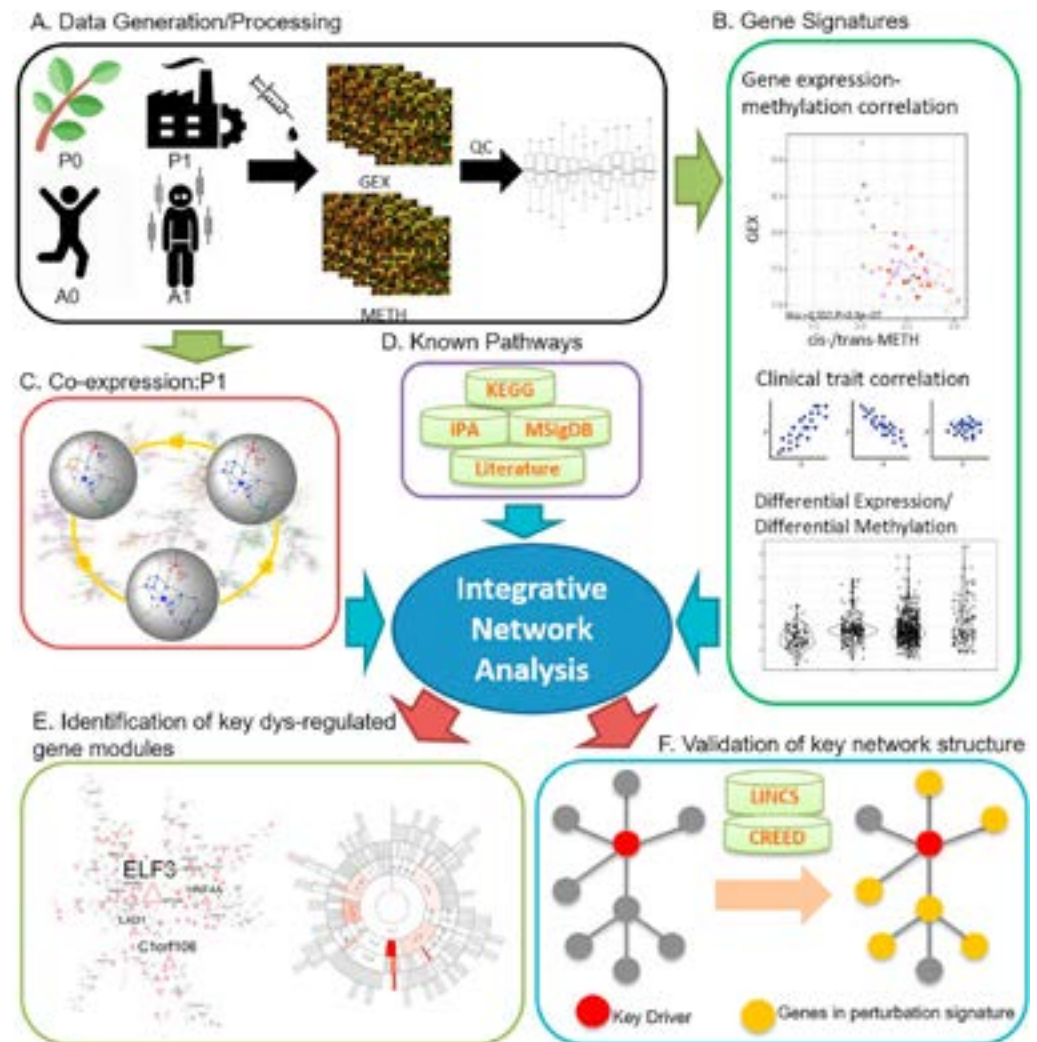 A. Data Generation/Processing
P0
P1
A0
A1
GEX
METH
QC
B. Gene Signatures
Gene expression-
methylation correlation
GEX
cis-/trans-METH
Clinical trait correlation
Differential Expression/
Differential Methylation
C. Co-expression:P1
D. Known Pathways
KEGG
IPA
MSigDB
Literature
Integrative
Network
Analysis
E. Identification of key dys-regulated
gene modules
ELF3
HNF4A
LAD1
C1orf106
F. Validation of key network structure
LINCS
CREED
Key Driver
Genes in perturbation signature